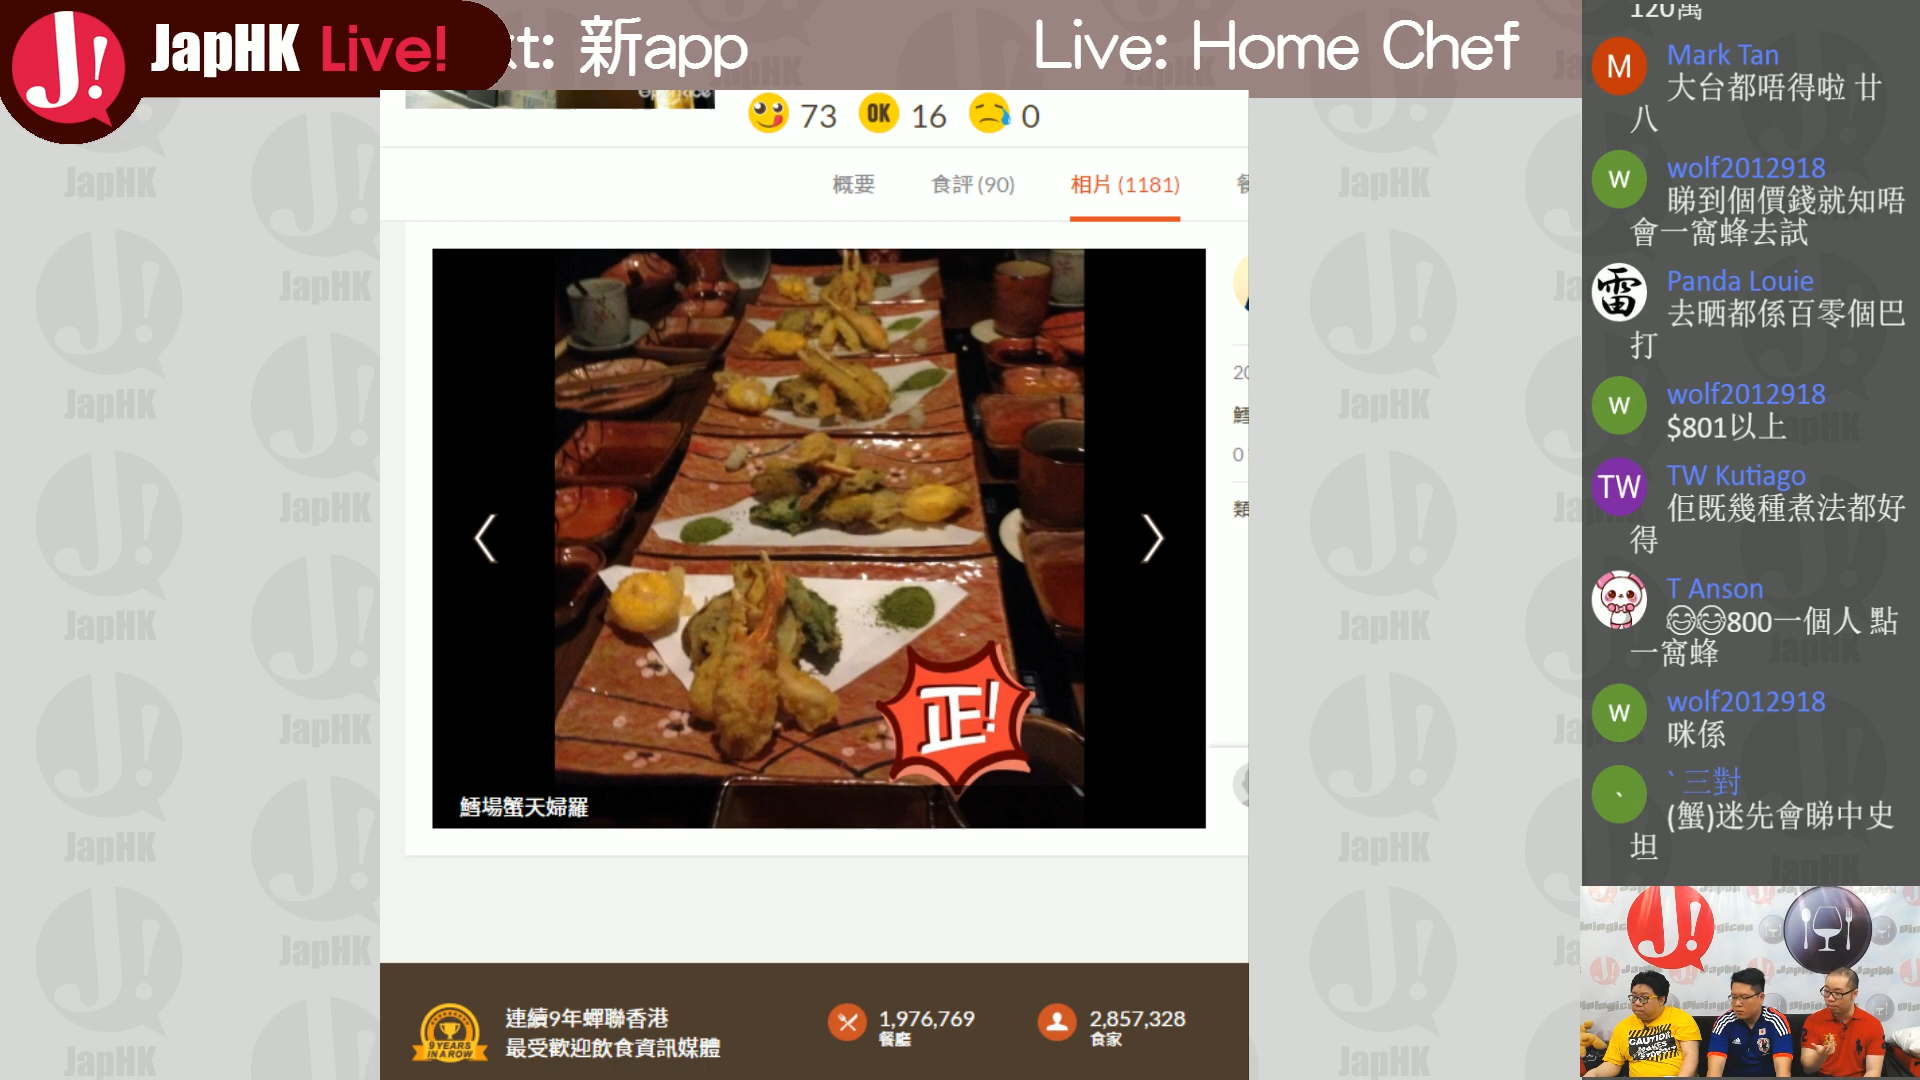 J! JapHK Live!
xt: 新app
Live: Home Chef
73
OK 16
0
概要
食評 (90)
相片 (1181)
20
0
正!
鱈場蟹天婦羅
9 YEARS
IN A ROW
連續9年蟬聯香港
最受歡迎飲食資訊媒體
1,976,769
餐廳
2,857,328
食家
120萬
M Mark Tan
大台都唔得啦 廿
八
W wolf2012918
睇到個價錢就知唔
會一窩蜂去試
雷 Panda Louie
去晒都係百零個巴
打
W wolf2012918
$801以上
TW TW Kutiago
佢既幾種煮法都好
得
T Anson
😂😂800一個人 點
一窩蜂
W wolf2012918
咪係
` `三對
(蟹)迷先會睇中史
坦
J!
CAUTION